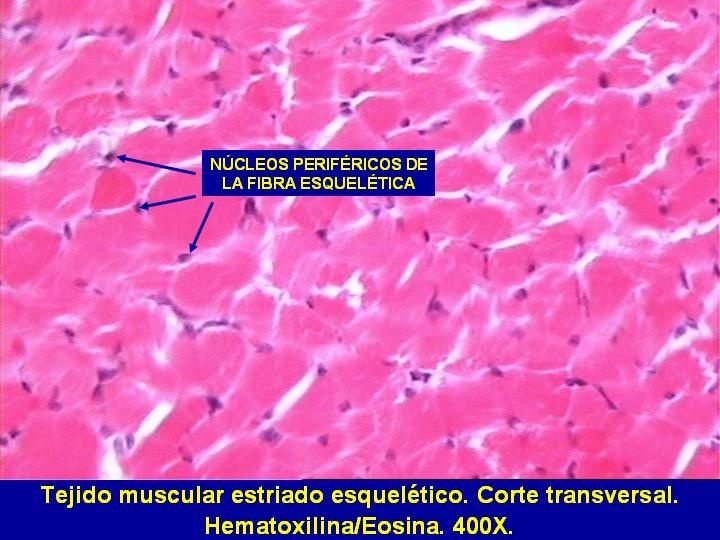 NÚCLEOS PERIFÉRICOS DE
LA FIBRA ESQUELÉTICA
Tejido muscular estriado esquelético. Corte transversal.
Hematoxilina/Eosina. 400X.